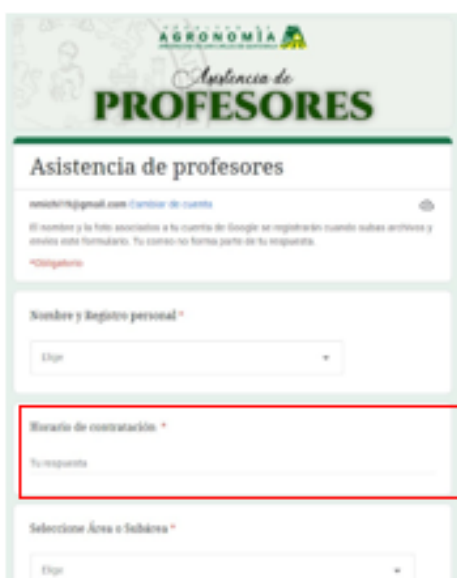 AGRONOMÍA
Asistencia de
PROFESORES
Asistencia de profesores
Cambiar de cuenta
El nombre y la foto asociados a tu cuenta de Google se registrarán cuando subas archivos y
envíes este formulario. Tu correo no forma parte de tu respuesta.
*Obligatorio
Nombre y Registro personal *
Elige
Horario de contratación *
Tu respuesta
Seleccione Área o Subárea *
Elige